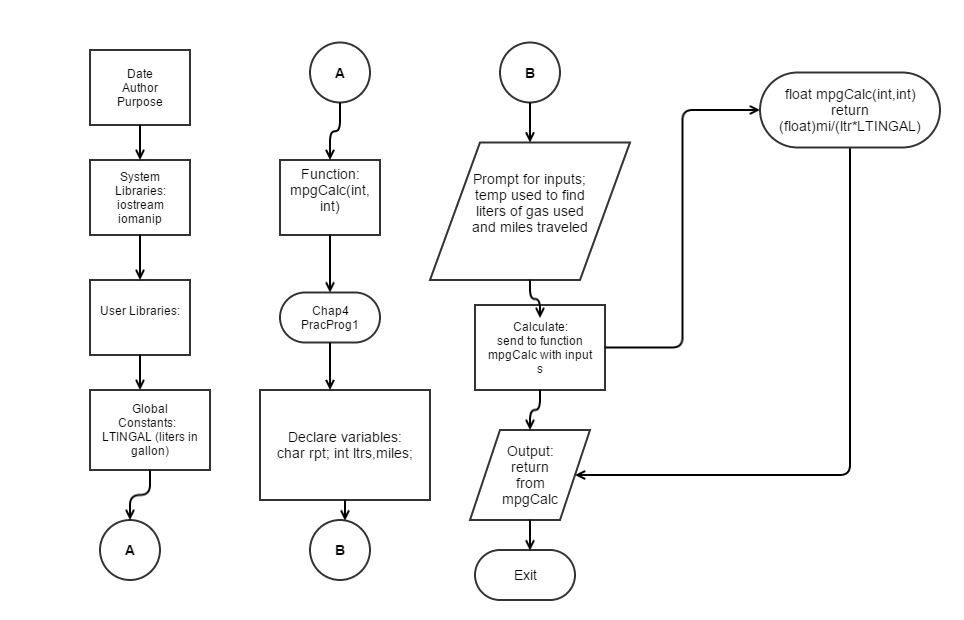 Date
Author
Purpose
System
Libraries:
iostream
iomanip
User Libraries:
Global
Constants:
LTINGAL (liters in
gallon)
A
A
Function:
mpgCalc(int,
int)
Chap4
PracProg1
Declare variables:
char rpt; int ltrs,miles;
B
B
Prompt for inputs;
temp used to find
liters of gas used
and miles traveled
Calculate:
send to function
mpgCalc with input
s
Output:
return
from
mpgCalc
Exit
float mpgCalc(int,int)
return
(float)mi/(ltr*LTINGAL)